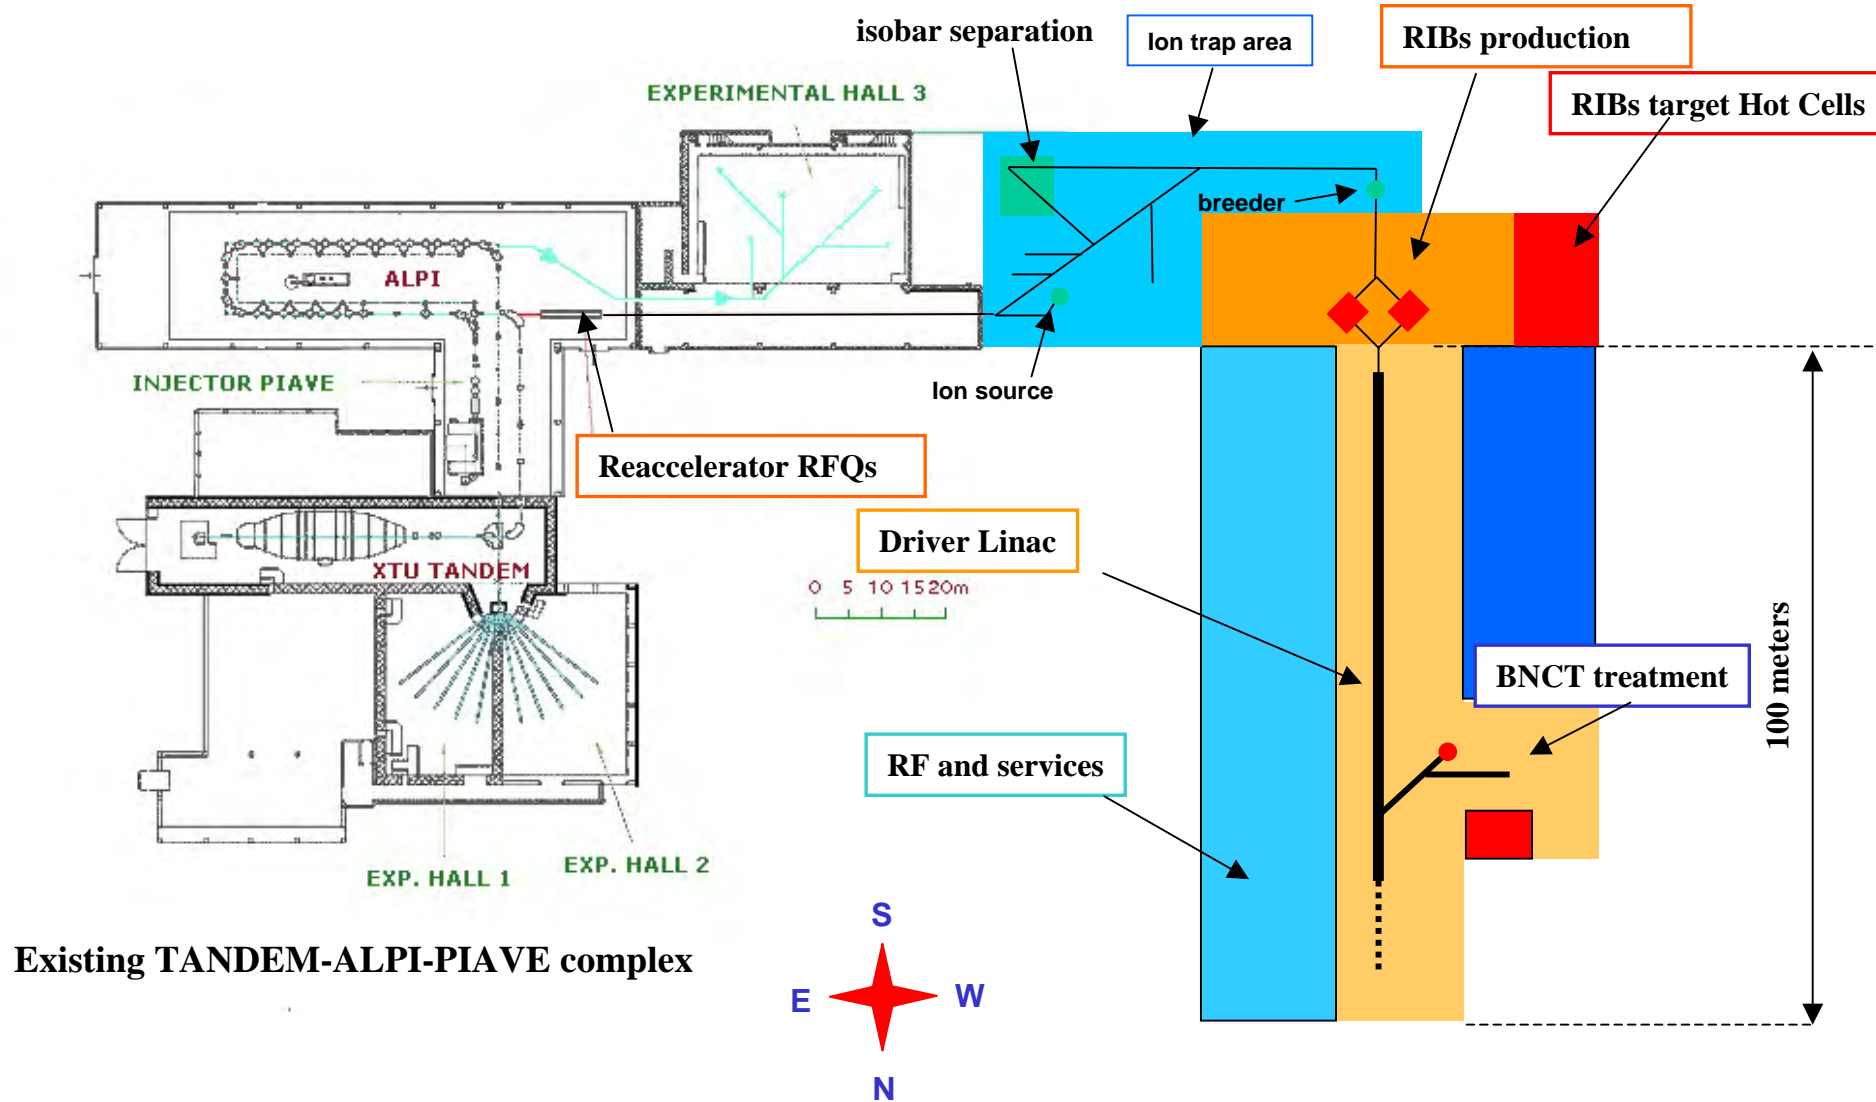 isobar separation
Ion trap area
RIBs production
RIBs target Hot Cells
EXPERIMENTAL HALL 3
breeder
ALPI
INJECTOR PIAVE
Ion source
Reaccelerator RFQs
Driver Linac
XTU TANDEM
0 5 10 15 20m
100 meters
BNCT treatment
RF and services
EXP. HALL 1
EXP. HALL 2
S
Existing TANDEM-ALPI-PIAVE complex
E
W
N